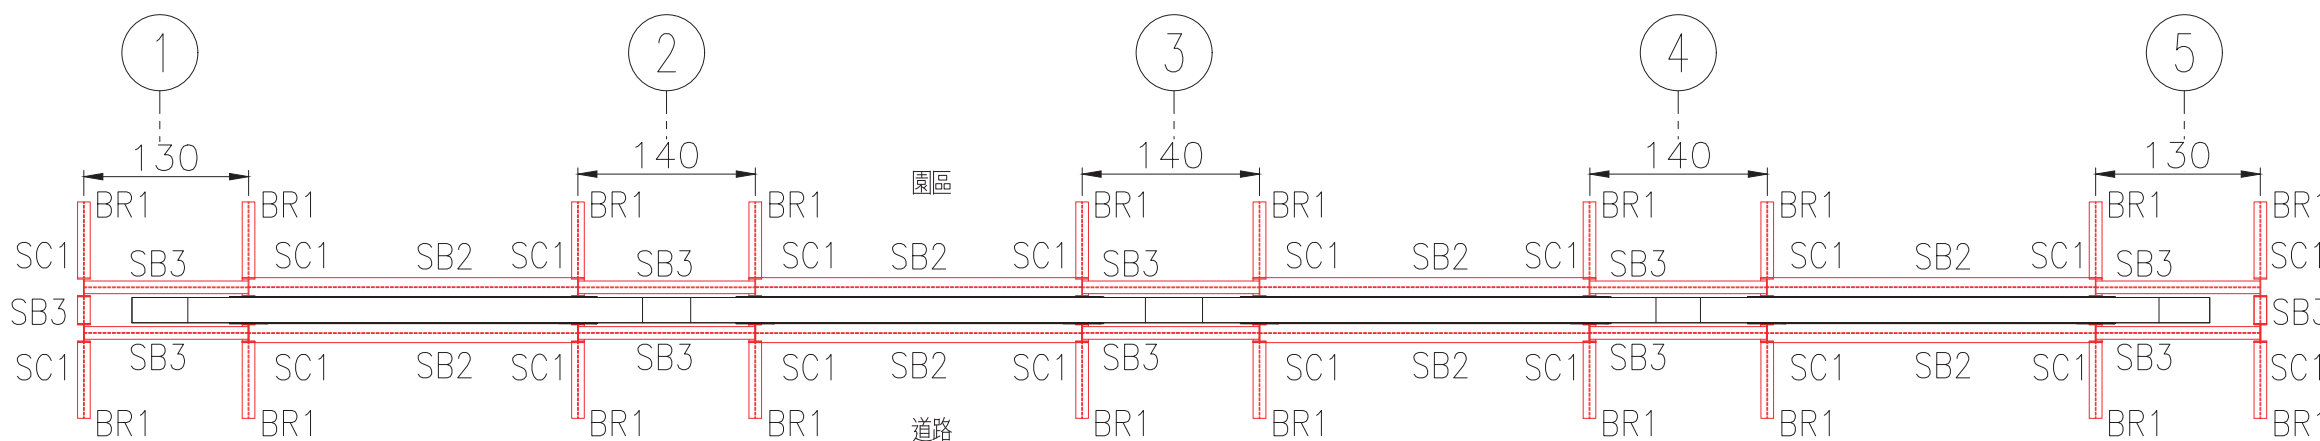 1 2 3 4 5
130 140 140 140 130
園區
BR1 BR1 BR1 BR1 BR1 BR1 BR1 BR1 BR1 BR1
SC1 SB3 SC1 SB2 SC1 SB3 SC1 SB2 SC1 SB3 SC1 SB2 SC1 SB3 SC1 SB2 SC1 SB3 SC1
SB3 SB3
SC1 SB3 SC1 SB2 SC1 SB3 SC1 SB2 SC1 SB3 SC1 SB2 SC1 SB3 SC1 SB2 SC1 SB3 SC1
BR1 BR1 BR1 BR1 BR1 BR1 BR1 BR1 BR1 BR1
道路